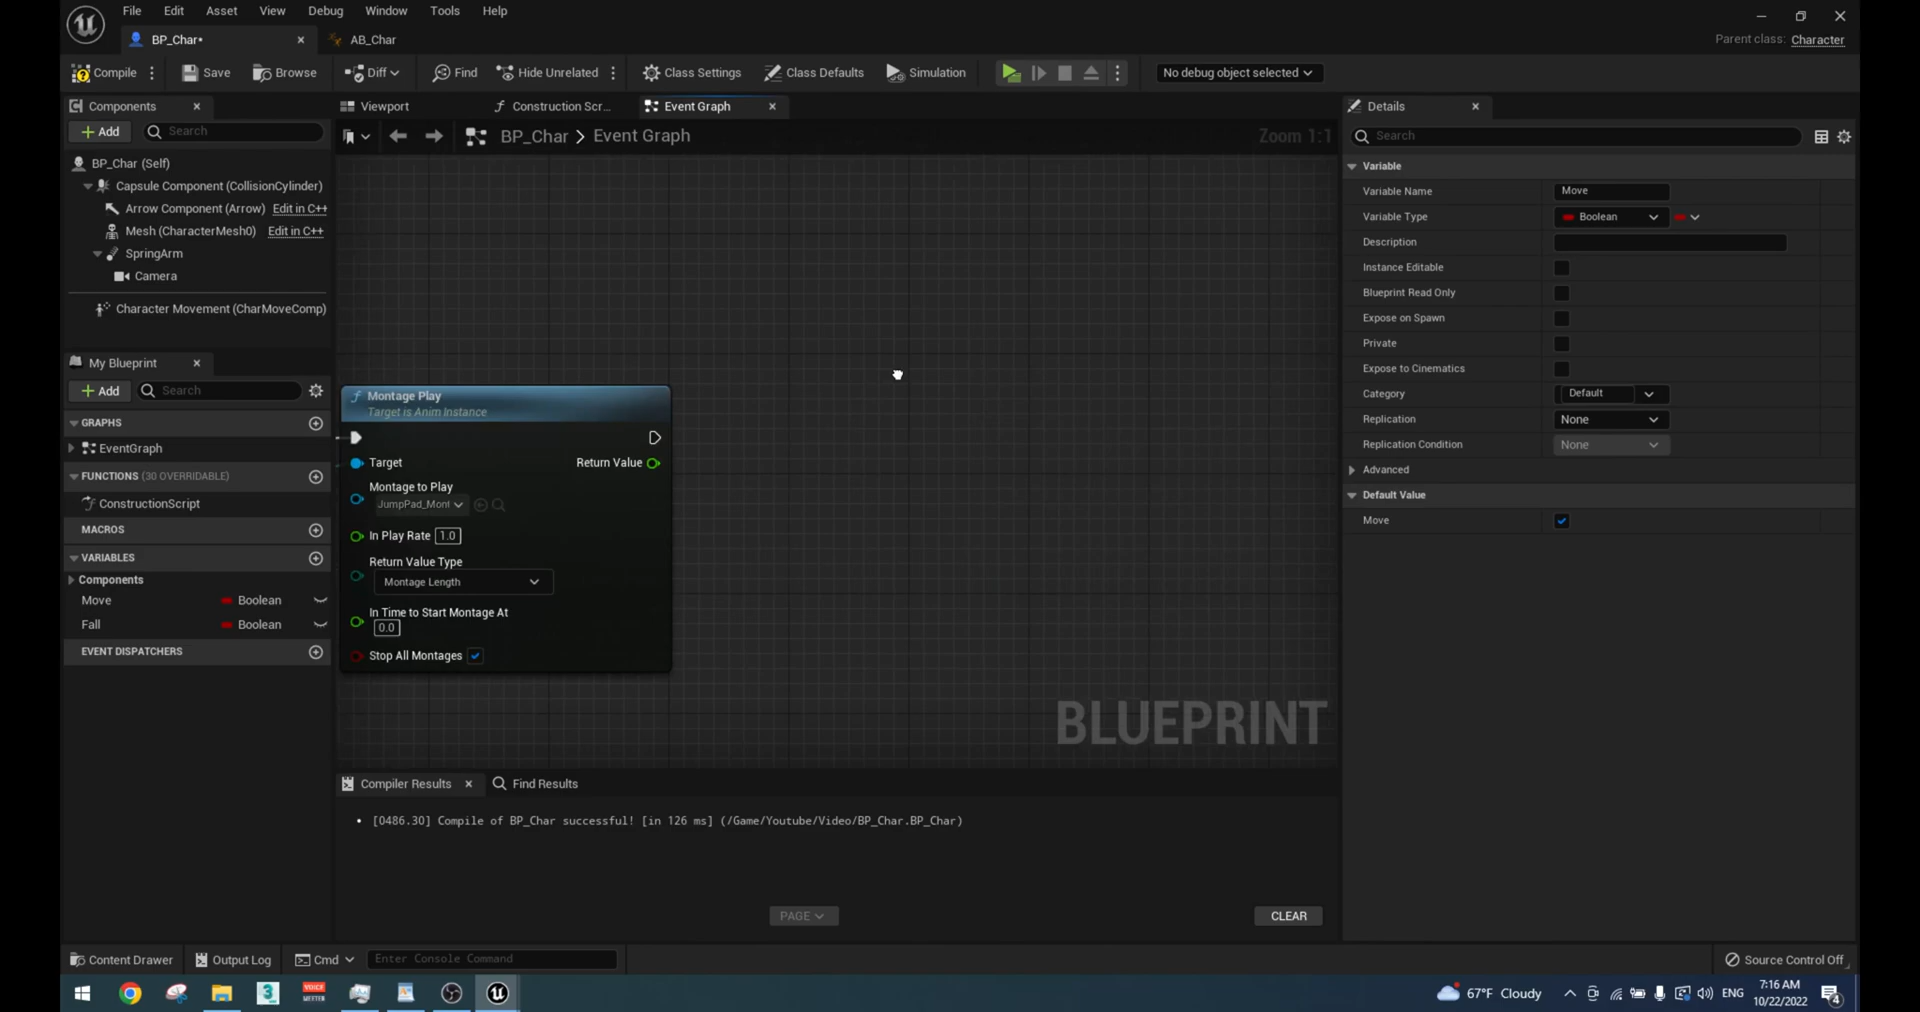 File Edit Asset View Debug Window Tools Help
BP_Char• AB_Char Parent class: Character
Compile Save Browse Diff Find Hide Unrelated Class Settings Class Defaults Simulation No debug object selected
Components Viewport Construction Scr... Event Graph Details
Add Search BP_Char > Event Graph Zoom 1:1 Search
BP_Char (Self)
Capsule Component (CollisionCylinder)
Arrow Component (Arrow) Edit in C++
Mesh (CharacterMesh0) Edit in C++
SpringArm
Camera
Character Movement (CharMoveComp)
My Blueprint
Add Search
GRAPHS
EventGraph
FUNCTIONS (30 OVERRIDABLE)
ConstructionScript
MACROS
VARIABLES
Components
Move Boolean
Fall Boolean
EVENT DISPATCHERS
Montage Play
Target is Anim Instance
Target Return Value
Montage to Play
JumpPad_Mont
In Play Rate 1.0
Return Value Type
Montage Length
In Time to Start Montage At
0.0
Stop All Montages
BLUEPRINT
Variable
Variable Name Move
Variable Type Boolean
Description
Instance Editable
Blueprint Read Only
Expose on Spawn
Private
Expose to Cinematics
Category Default
Replication None
Replication Condition None
Advanced
Default Value
Move
Compiler Results Find Results
[0486.30] Compile of BP_Char successful! [in 126 ms] (/Game/Youtube/Video/BP_Char.BP_Char)
PAGE CLEAR
Content Drawer Output Log Cmd Enter Console Command Source Control Off
3 VOICE MEETER 67°F Cloudy ENG 7:16 AM
10/22/2022 4